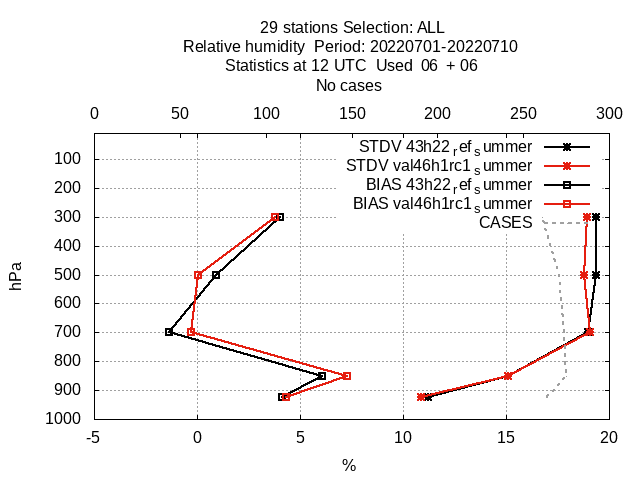 29 stations Selection: ALL
Relative humidity  Period: 20220701-20220710
Statistics at 12 UTC  Used  06  + 06
No cases
0 50 100 150 200 250 300
STDV 43h22_ref_summer
STDV val46h1rc1_summer
BIAS 43h22_ref_summer
BIAS val46h1rc1_summer
CASES
hPa
100
200
300
400
500
600
700
800
900
1000
-5 0 5 10 15 20
%